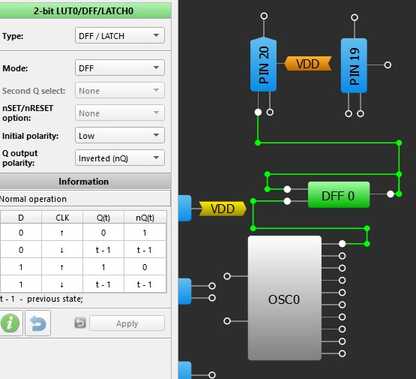 2-bit LUT0/DFF/LATCH0
Type: DFF / LATCH
Mode: DFF
Second Q select: None
nSET/nRESET option: None
Initial polarity: Low
Q output polarity: Inverted (nQ)
Information
Normal operation
D CLK Q(t) nQ(t)
0 ↑ 0 1
0 ↓ t - 1 t - 1
1 ↑ 1 0
1 ↓ t - 1 t - 1
t - 1 - previous state;
Apply
PIN 20
VDD
PIN 19
VDD
DFF 0
OSC0